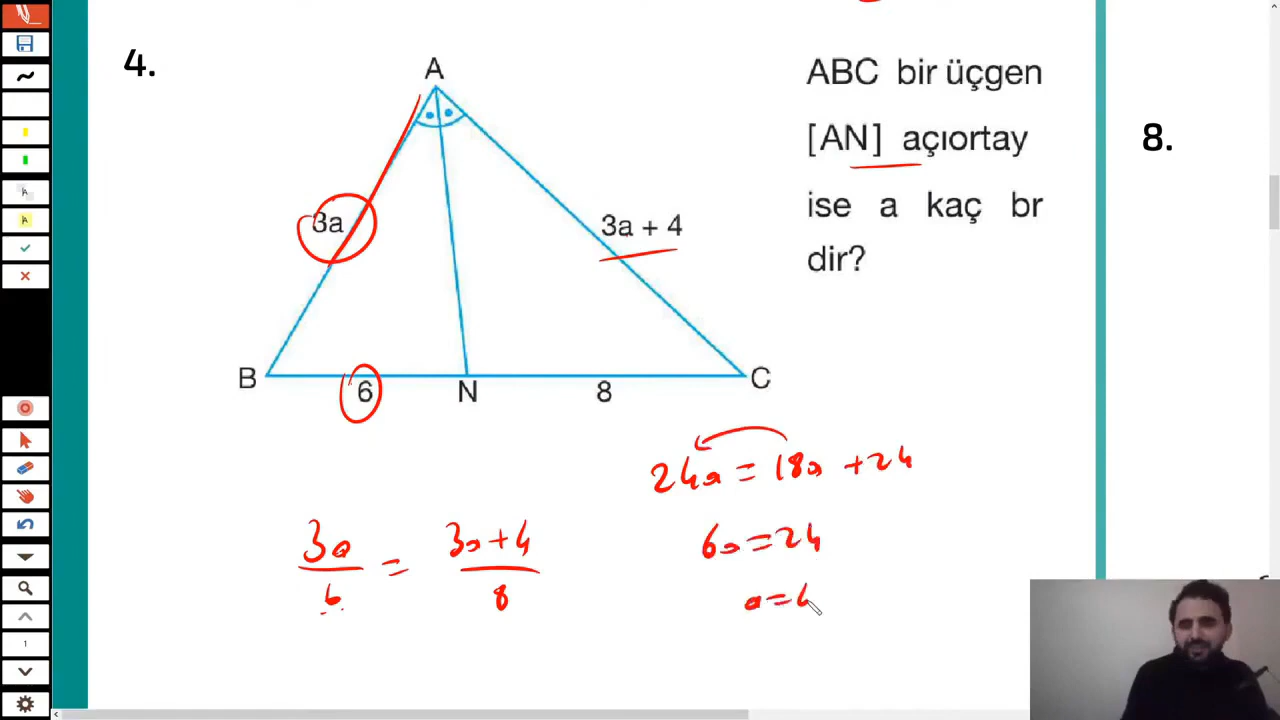 4.
A
ABC bir üçgen
[AN] açıortay
ise a kaç br
dir?
8.
3a
3a + 4
B
6
N
8
C
24a = 18a + 24
6a = 24
3a/6 = 3a+4/8
a = 4
1